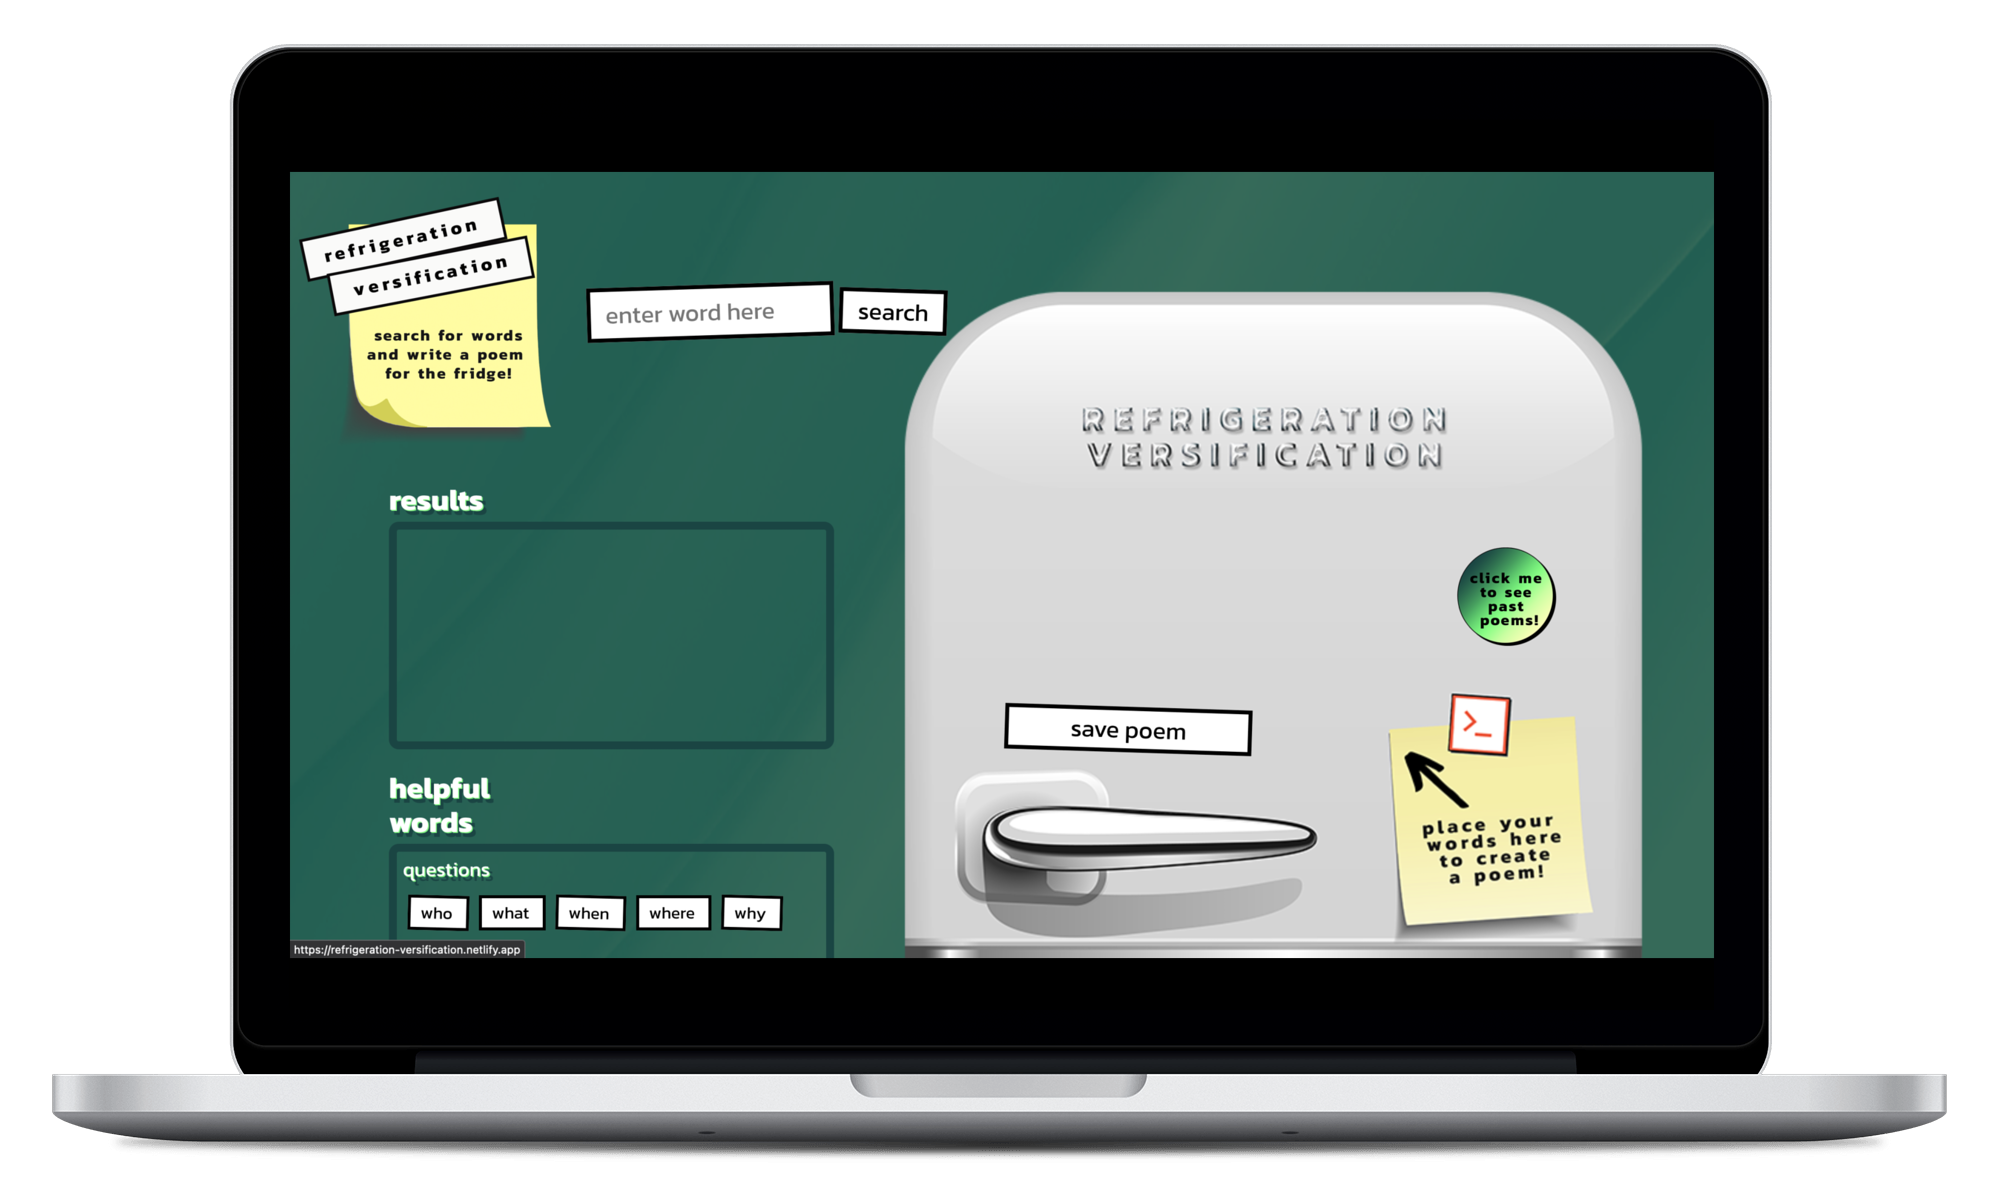 refrigeration
versification
search for words
and write a poem
for the fridge!
enter word here
search
results
helpful
words
questions
who what when where why
https://refrigeration-versification.netlify.app
REFRIGERATION
VERSIFICATION
click me
to see
past
poems!
save poem
>_
place your
words here
to create
a poem!